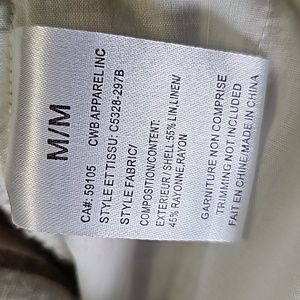 M/M
CA#: 59105 CWB APPAREL INC
STYLE ET TISSU: C5328-297B
STYLE FABRIC/
COMPOSITION/CONTENT:
EXTERIEUR/ SHELL:55% LIN,LINEN/
45% RAYONNE,RAYON
GARNITURE NON COMPRISE
TRIMMING NOT INCLUDED
FAIT EN CHINE/MADE IN CHINA